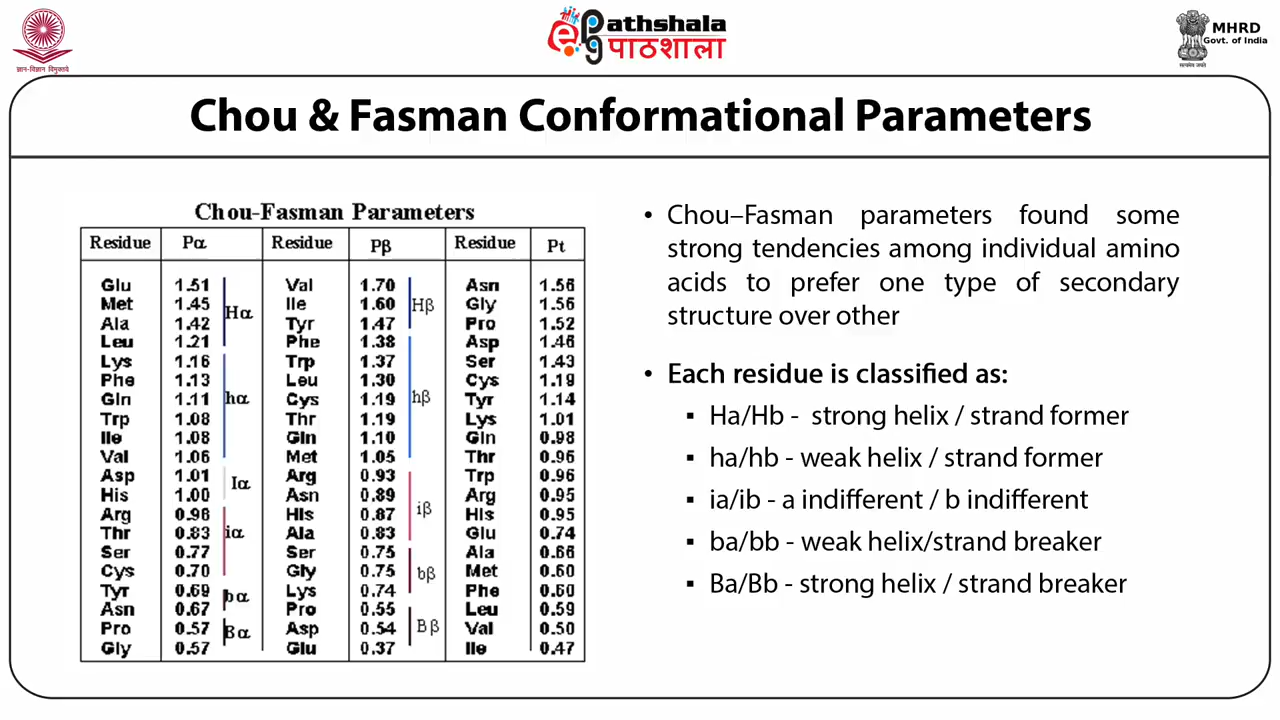 ज्ञान-विज्ञान विमुक्तये
ePg Pathshala
पाठशाला
MHRD
Govt. of India
सत्यमेव जयते
Chou & Fasman Conformational Parameters
Chou-Fasman Parameters
Residue Pα Residue Pβ Residue Pt
Glu 1.51 Val 1.70 Asn 1.56
Met 1.45 Ile 1.60 Gly 1.56
Ala 1.42 Tyr 1.47 Pro 1.52
Leu 1.21 Phe 1.38 Asp 1.46
Lys 1.16 Trp 1.37 Ser 1.43
Phe 1.13 Leu 1.30 Cys 1.19
Gln 1.11 Cys 1.19 Tyr 1.14
Trp 1.08 Thr 1.19 Lys 1.01
Ile 1.08 Gln 1.10 Gln 0.98
Val 1.06 Met 1.05 Thr 0.96
Asp 1.01 Arg 0.93 Trp 0.96
His 1.00 Asn 0.89 Arg 0.95
Arg 0.98 His 0.87 His 0.95
Thr 0.83 Ala 0.83 Glu 0.74
Ser 0.77 Ser 0.75 Ala 0.66
Cys 0.70 Gly 0.75 Met 0.60
Tyr 0.69 Lys 0.74 Phe 0.60
Asn 0.67 Pro 0.55 Leu 0.59
Pro 0.57 Asp 0.54 Val 0.50
Gly 0.57 Glu 0.37 Ile 0.47
Hα
hα
Iα
iα
bα
Bα
Hβ
hβ
iβ
bβ
Bβ
• Chou–Fasman parameters found some
strong tendencies among individual amino
acids to prefer one type of secondary
structure over other
• Each residue is classified as:
▪ Ha/Hb - strong helix / strand former
▪ ha/hb - weak helix / strand former
▪ ia/ib - a indifferent / b indifferent
▪ ba/bb - weak helix/strand breaker
▪ Ba/Bb - strong helix / strand breaker